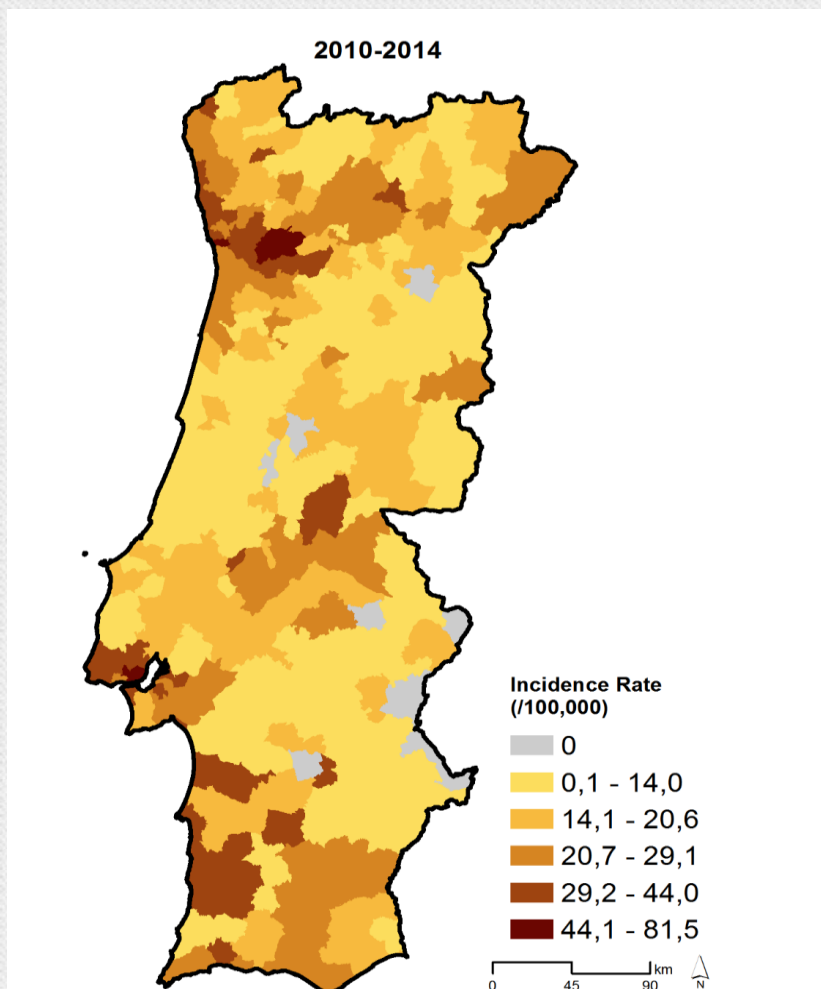 2010-2014
Incidence Rate
(/100,000)
0
0,1 - 14,0
14,1 - 20,6
20,7 - 29,1
29,2 - 44,0
44,1 - 81,5
km
0 45 90
N